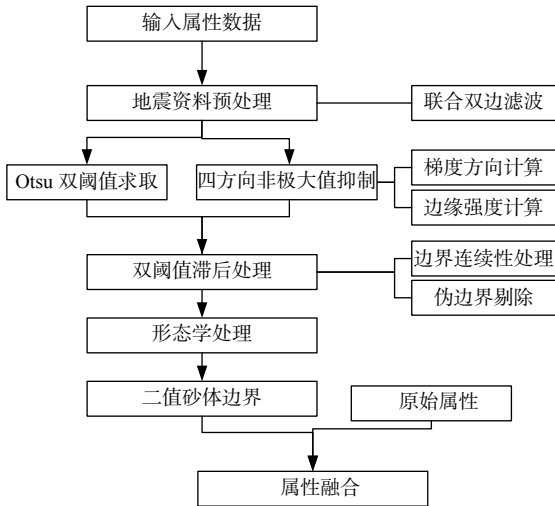 输入属性数据
地震资料预处理
联合双边滤波
Otsu 双阈值求取
四方向非极大值抑制
梯度方向计算
边缘强度计算
双阈值滞后处理
边界连续性处理
伪边界剔除
形态学处理
二值砂体边界
原始属性
属性融合